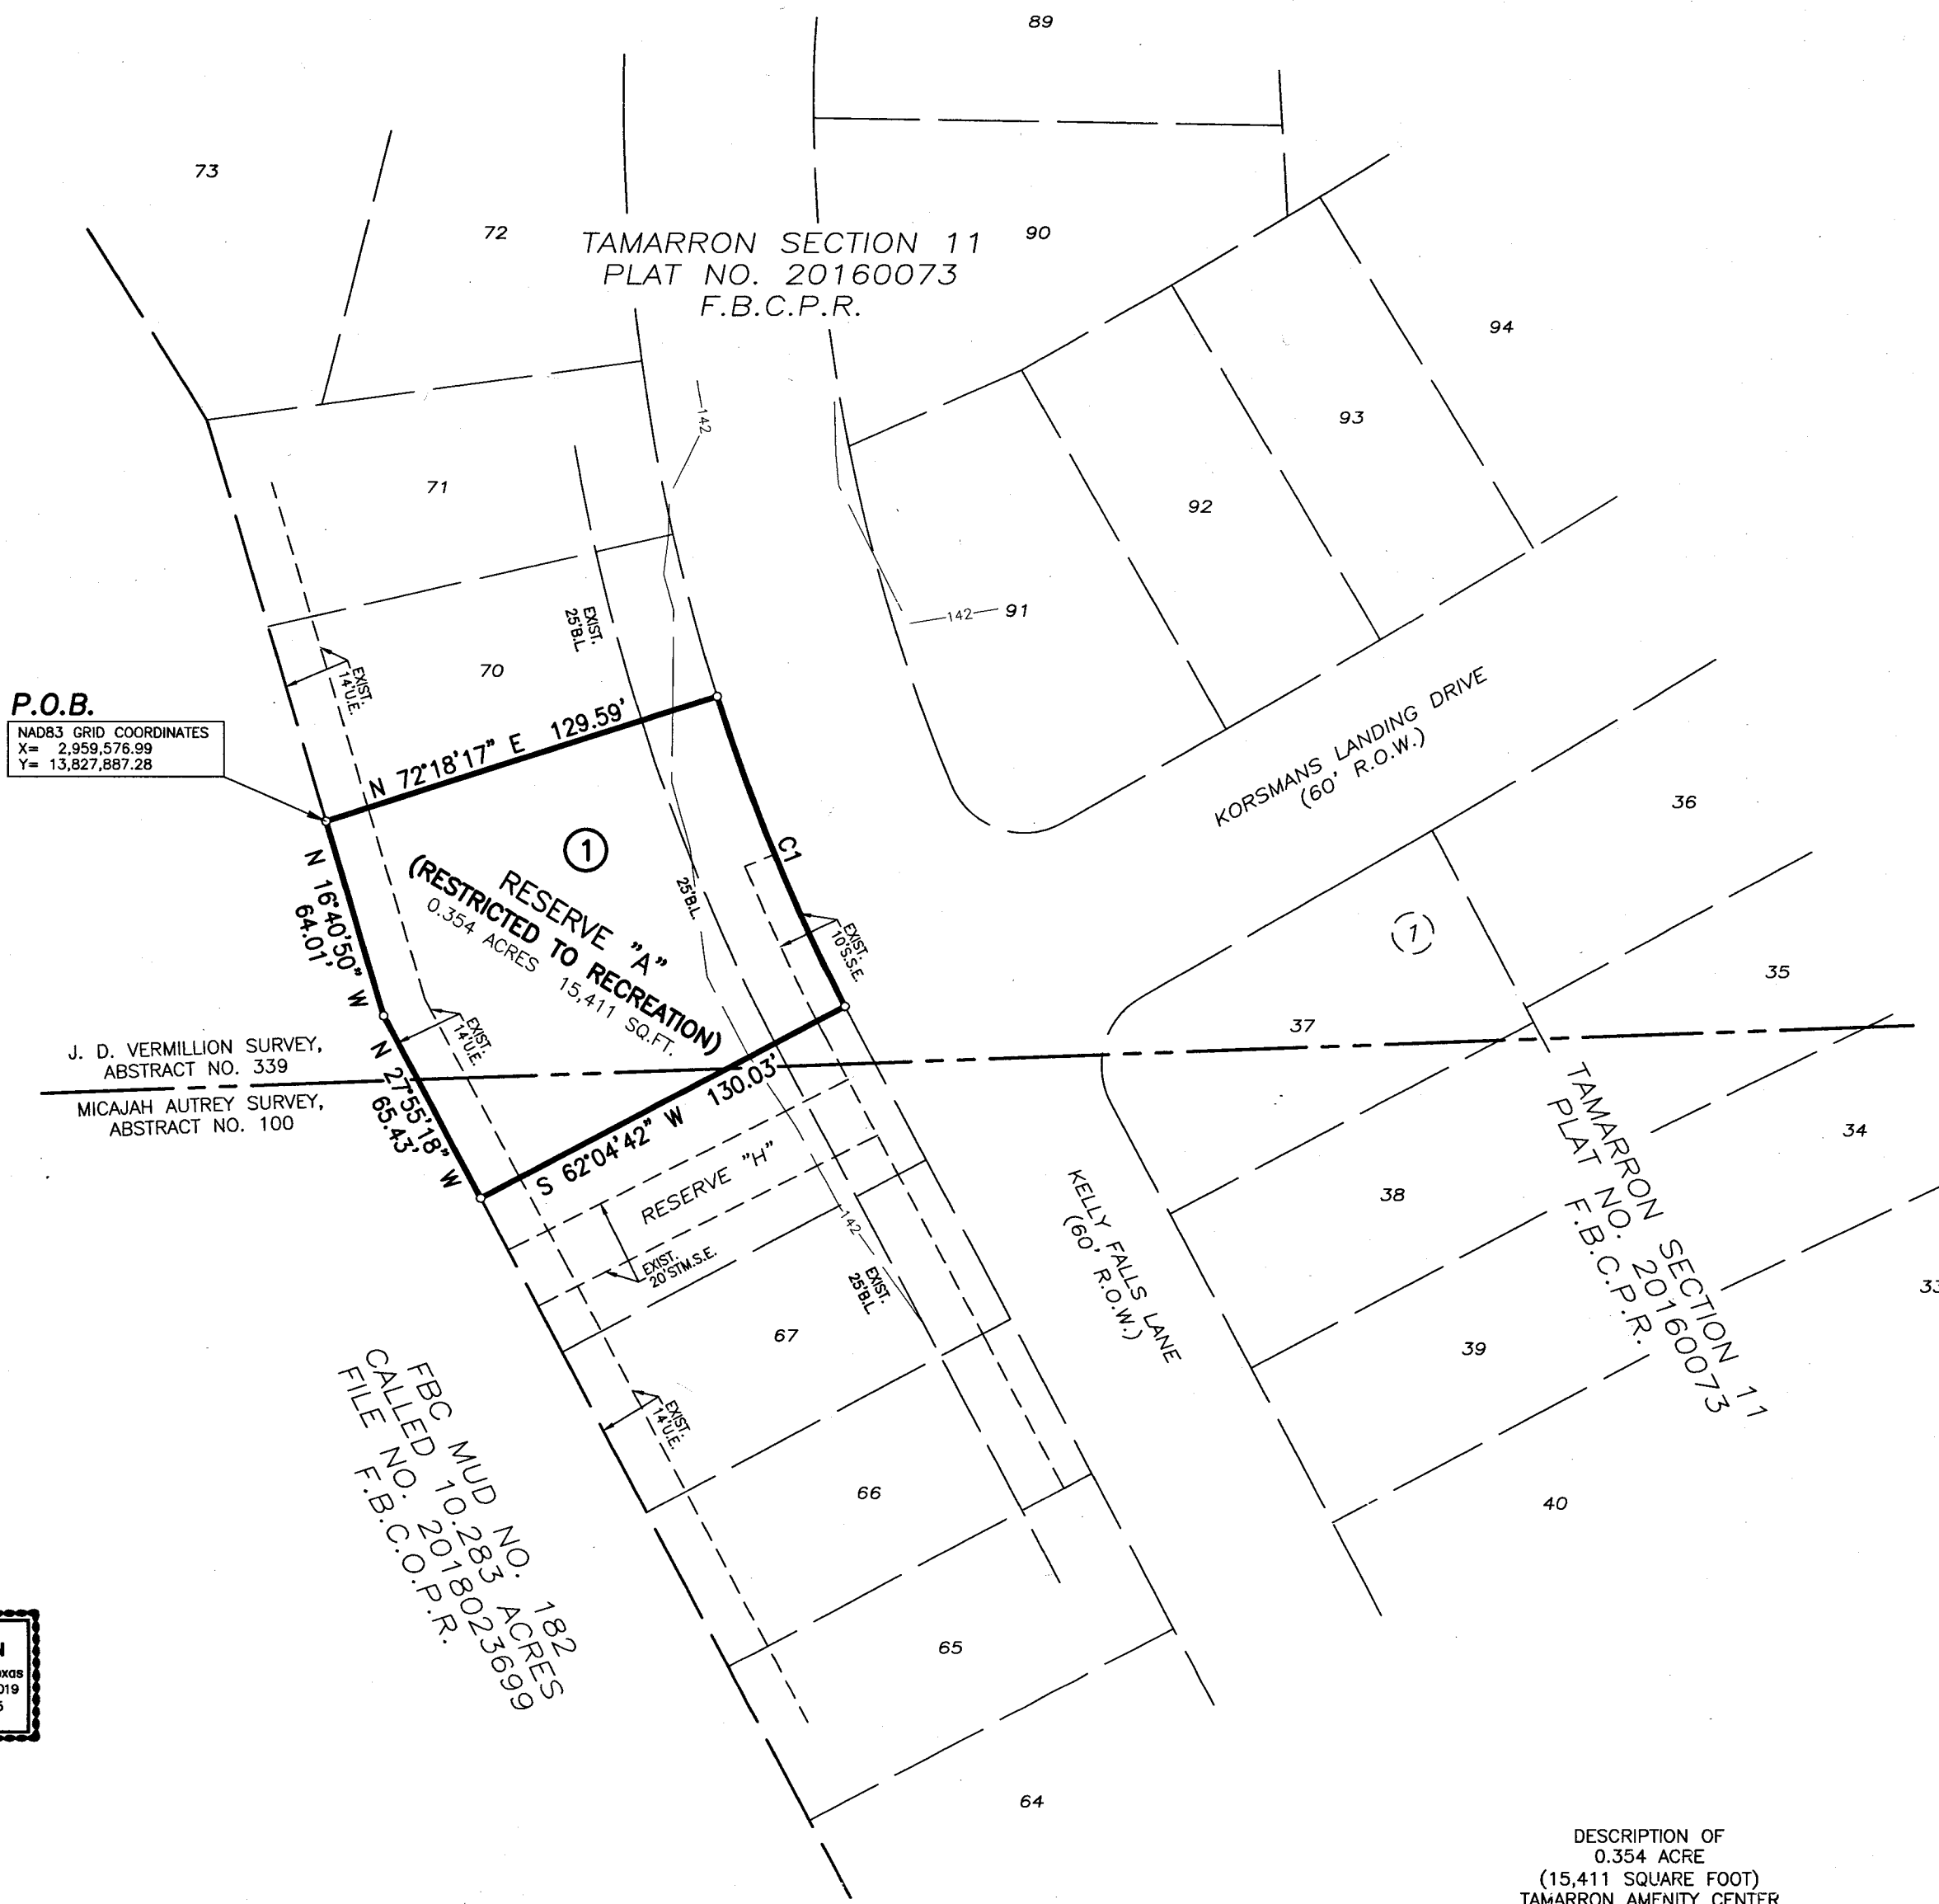 89
73
72
TAMARRON SECTION 11
PLAT NO. 20160073
F.B.C.P.R.
90
94
93
142
71
92
142
91
EXIST.
25'B.L.
70
EXIST.
14'U.E.
P.O.B.
NAD83 GRID COORDINATES
X= 2,959,576.99
Y= 13,827,887.28
N 72°18'17" E 129.59'
KORSMANS LANDING DRIVE
(60' R.O.W.)
36
1
C1
N 16°40'50" W
64.01'
RESERVE "A"
(RESTRICTED TO RECREATION)
0.354 ACRES 15,411 SQ.FT.
25'B.L.
EXIST.
10'S.S.E.
1
35
37
EXIST.
14'U.E.
J. D. VERMILLION SURVEY,
ABSTRACT NO. 339
MICAJAH AUTREY SURVEY,
ABSTRACT NO. 100
N 27°55'18" W
65.43'
S 62°04'42" W 130.03'
34
RESERVE "H"
38
KELLY FALLS LANE
(60' R.O.W.)
TAMARRON SECTION 11
PLAT NO. 20160073
F.B.C.P.R.
142
EXIST.
20'STM.S.E.
EXIST.
25'B.L.
33
67
39
FBC MUD NO. 182
CALLED 10.283 ACRES
FILE NO. 2018023699
F.B.C.O.P.R.
EXIST.
14'U.E.
66
40
65
64
DESCRIPTION OF
0.354 ACRE
(15,411 SQUARE FOOT)
TAMARRON AMENITY CENTER